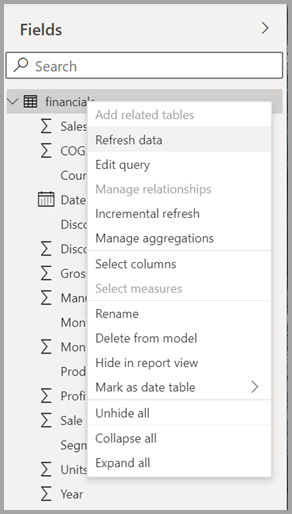 Fields
Search
financials
Add related tables
Refresh data
Edit query
Manage relationships
Incremental refresh
Manage aggregations
Select columns
Select measures
Rename
Delete from model
Hide in report view
Mark as date table
Unhide all
Collapse all
Expand all
Sales
COG
Coun
Date
Disco
Disco
Gros
Manu
Mon
Mon
Prod
Profi
Sale
Segn
Units
Year